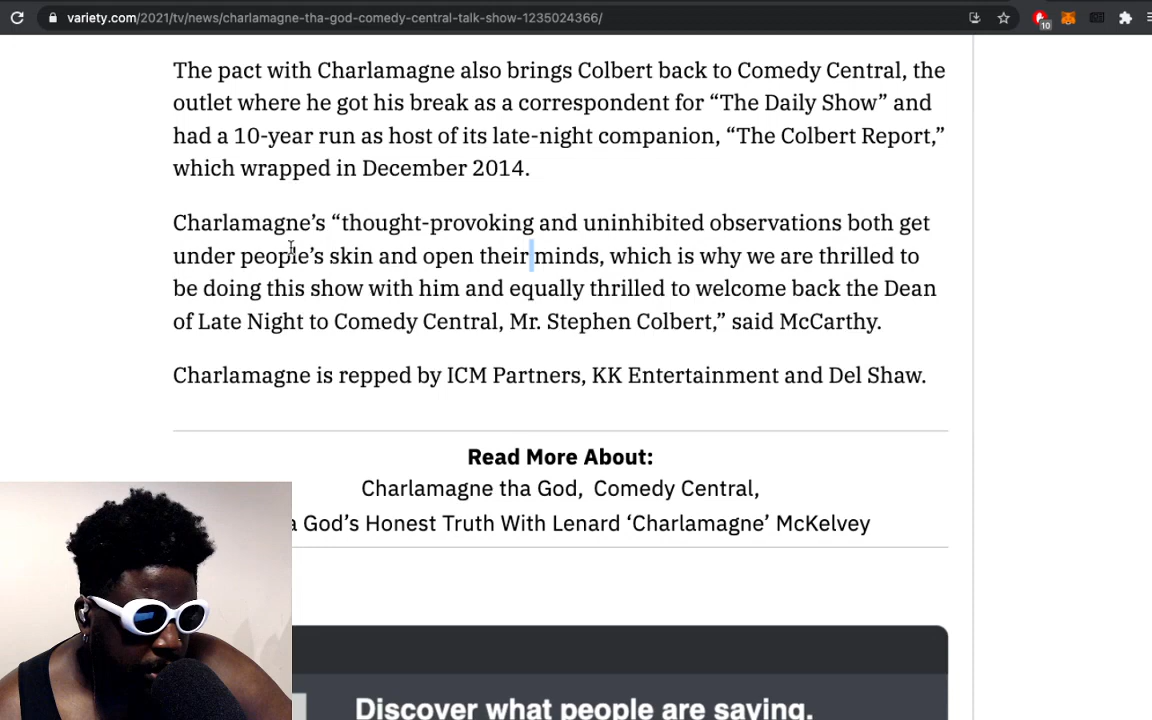 variety.com/2021/tv/news/charlamagne-tha-god-comedy-central-talk-show-1235024366/
10
The pact with Charlamagne also brings Colbert back to Comedy Central, the
outlet where he got his break as a correspondent for “The Daily Show” and
had a 10-year run as host of its late-night companion, “The Colbert Report,”
which wrapped in December 2014.
Charlamagne’s “thought-provoking and uninhibited observations both get
under people’s skin and open their minds, which is why we are thrilled to
be doing this show with him and equally thrilled to welcome back the Dean
of Late Night to Comedy Central, Mr. Stephen Colbert,” said McCarthy.
Charlamagne is repped by ICM Partners, KK Entertainment and Del Shaw.
Read More About:
Charlamagne tha God, Comedy Central,
a God’s Honest Truth With Lenard ‘Charlamagne’ McKelvey
Discover what people are saying.